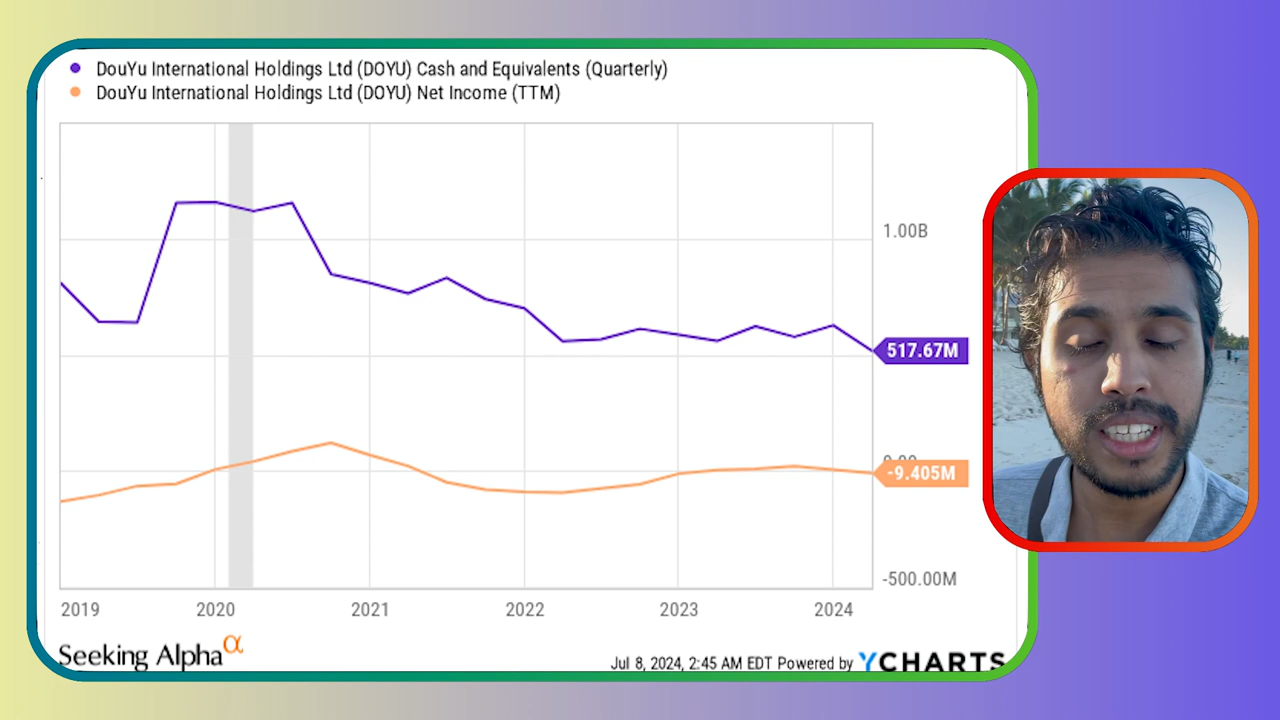 DouYu International Holdings Ltd (DOYU) Cash and Equivalents (Quarterly)
DouYu International Holdings Ltd (DOYU) Net Income (TTM)
1.00B
517.67M
0.00
-9.405M
-500.00M
2019 2020 2021 2022 2023 2024
Seeking Alpha α
Jul 8, 2024, 2:45 AM EDT Powered by YCHARTS